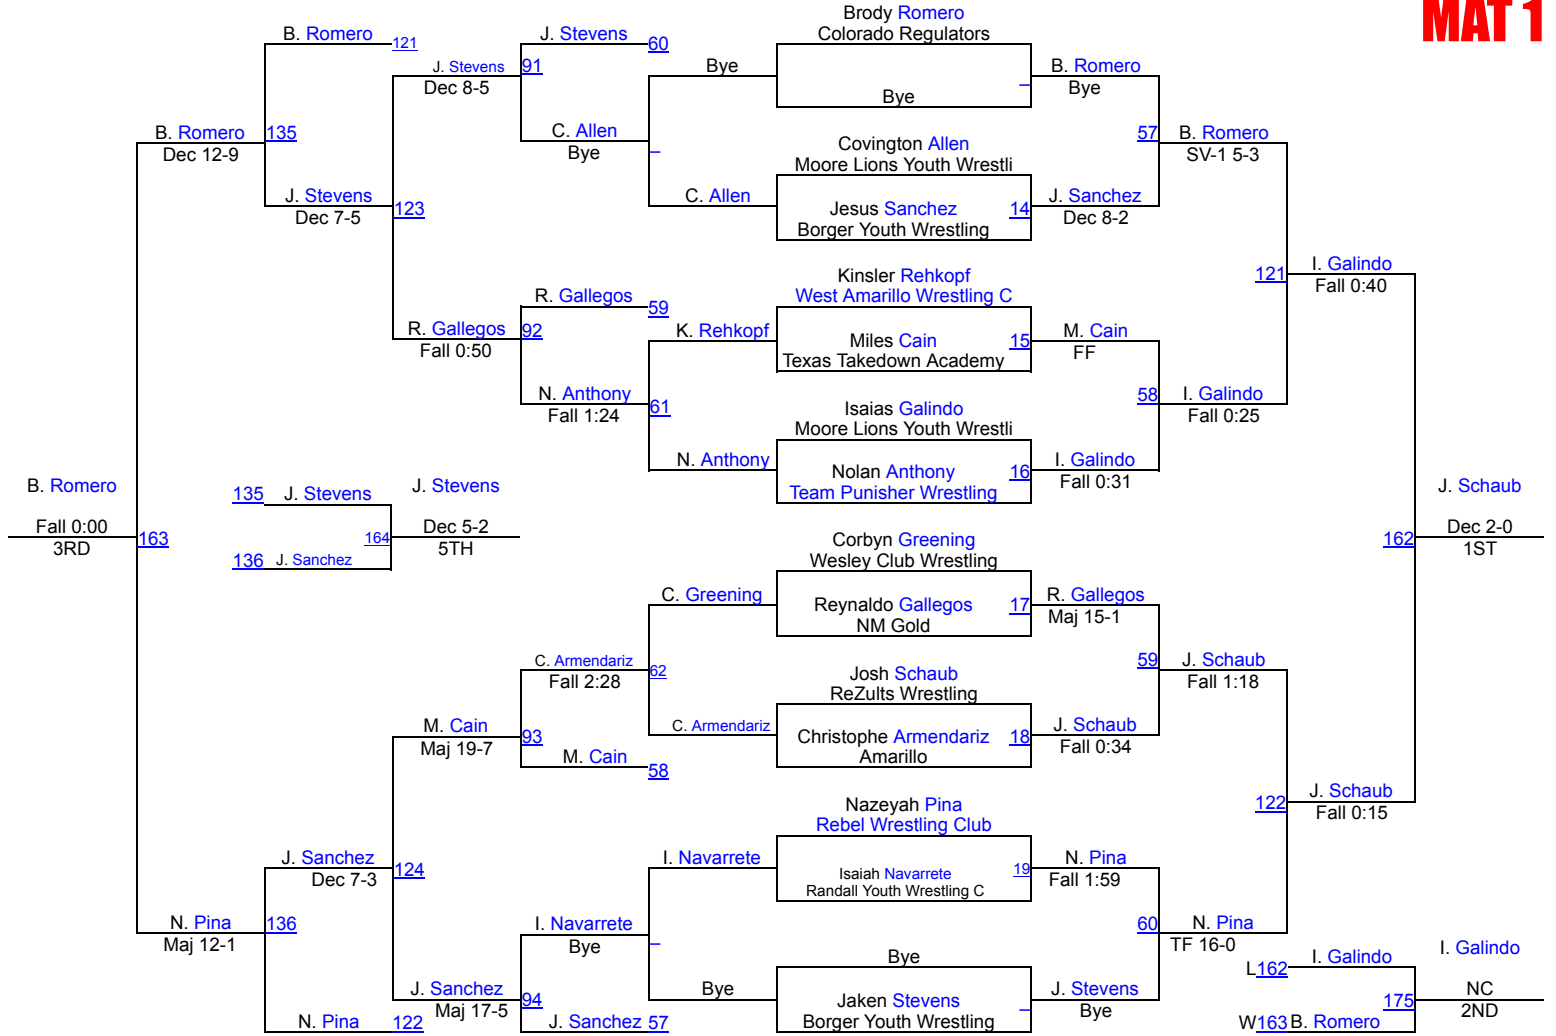 MAT 1
Brody Romero
B. Romero 121 J. Stevens 60 Colorado Regulators
J. Stevens 91 Bye B. Romero
Dec 8-5 Bye _ Bye
B. Romero 135 C. Allen 57 B. Romero
Dec 12-9 Bye _ Covington Allen SV-1 5-3
Moore Lions Youth Wrestli
J. Stevens 123 C. Allen Jesus Sanchez 14 J. Sanchez
Dec 7-5 Borger Youth Wrestling Dec 8-2
Kinsler Rehkopf 121 I. Galindo
R. Gallegos 59 West Amarillo Wrestling C Fall 0:40
R. Gallegos 92 K. Rehkopf Miles Cain 15 M. Cain
Fall 0:50 Texas Takedown Academy FF
N. Anthony 61 58 I. Galindo
Fall 1:24 Isaias Galindo Fall 0:25
Moore Lions Youth Wrestli
N. Anthony Nolan Anthony 16 I. Galindo
Team Punisher Wrestling Fall 0:31
B. Romero 135 J. Stevens J. Stevens J. Schaub
Fall 0:00 163 164 Dec 5-2 162 Dec 2-0
3RD 5TH 1ST
136 J. Sanchez Corbyn Greening
Wesley Club Wrestling
C. Greening Reynaldo Gallegos 17 R. Gallegos
NM Gold Maj 15-1
C. Armendariz 62 59 J. Schaub
Fall 2:28 Josh Schaub Fall 1:18
ReZults Wrestling
M. Cain 93 C. Armendariz Christophe Armendariz 18 J. Schaub
Maj 19-7 Amarillo Fall 0:34
M. Cain 58
Nazeyah Pina 122 J. Schaub
Rebel Wrestling Club Fall 0:15
J. Sanchez 124 I. Navarrete Isaiah Navarrete 19 N. Pina
Dec 7-3 Randall Youth Wrestling C Fall 1:59
N. Pina 136 I. Navarrete _ 60 N. Pina
Maj 12-1 Bye TF 16-0
Bye L162 I. Galindo I. Galindo
J. Sanchez 94 Bye Jaken Stevens _ J. Stevens 175 NC
Maj 17-5 Borger Youth Wrestling Bye 2ND
N. Pina 122 J. Sanchez 57 W163 B. Romero